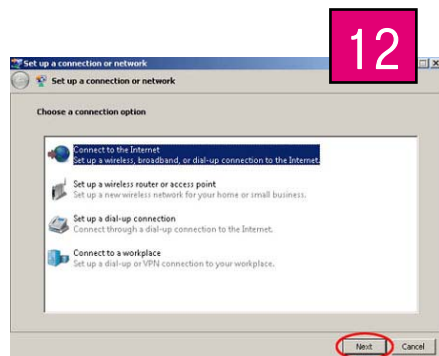 12
Set up a connection or network
Set up a connection or network
Choose a connection option
Connect to the Internet
Set up a wireless, broadband, or dial-up connection to the Internet.
Set up a wireless router or access point
Set up a new wireless network for your home or small business.
Set up a dial-up connection
Connect through a dial-up connection to the Internet.
Connect to a workplace
Set up a dial-up or VPN connection to your workplace.
Next
Cancel